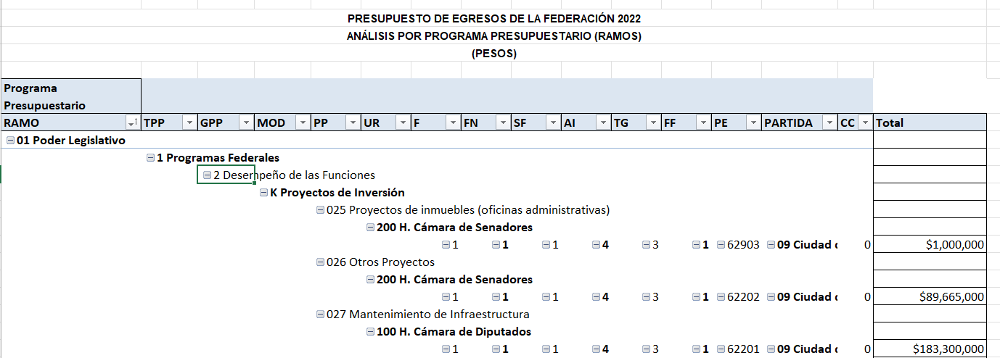 PRESUPUESTO DE EGRESOS DE LA FEDERACIÓN 2022
ANÁLISIS POR PROGRAMA PRESUPUESTARIO (RAMOS)
(PESOS)
Programa
Presupuestario
RAMO TPP GPP MOD PP UR F FN SF AI TG FF PE PARTIDA CC Total
01 Poder Legislativo
1 Programas Federales
2 Desempeño de las Funciones
K Proyectos de Inversión
025 Proyectos de inmuebles (oficinas administrativas)
200 H. Cámara de Senadores
1 1 1 4 3 1 62903 09 Ciudad 0 $1,000,000
026 Otros Proyectos
200 H. Cámara de Senadores
1 1 1 4 3 1 62202 09 Ciudad 0 $89,665,000
027 Mantenimiento de Infraestructura
100 H. Cámara de Diputados
1 1 1 4 3 1 62201 09 Ciudad 0 $183,300,000